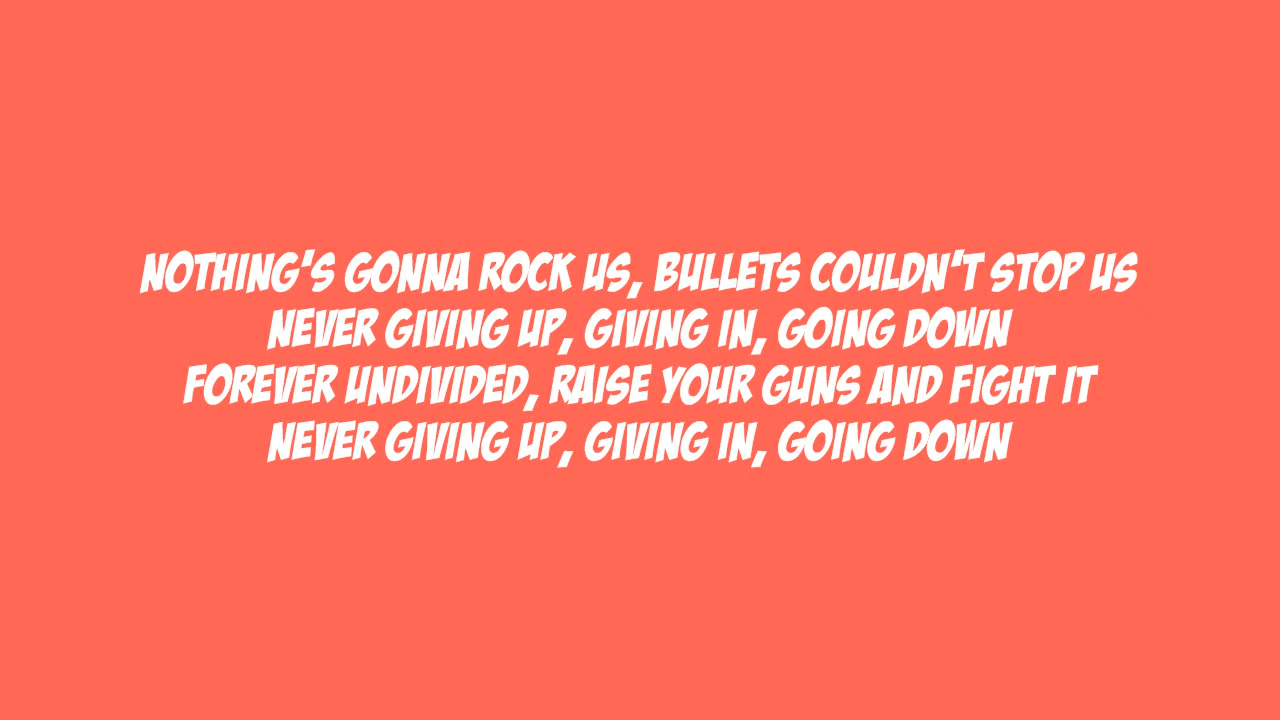 NOTHING'S GONNA ROCK US, BULLETS COULDN'T STOP US
NEVER GIVING UP, GIVING IN, GOING DOWN
FOREVER UNDIVIDED, RAISE YOUR GUNS AND FIGHT IT
NEVER GIVING UP, GIVING IN, GOING DOWN